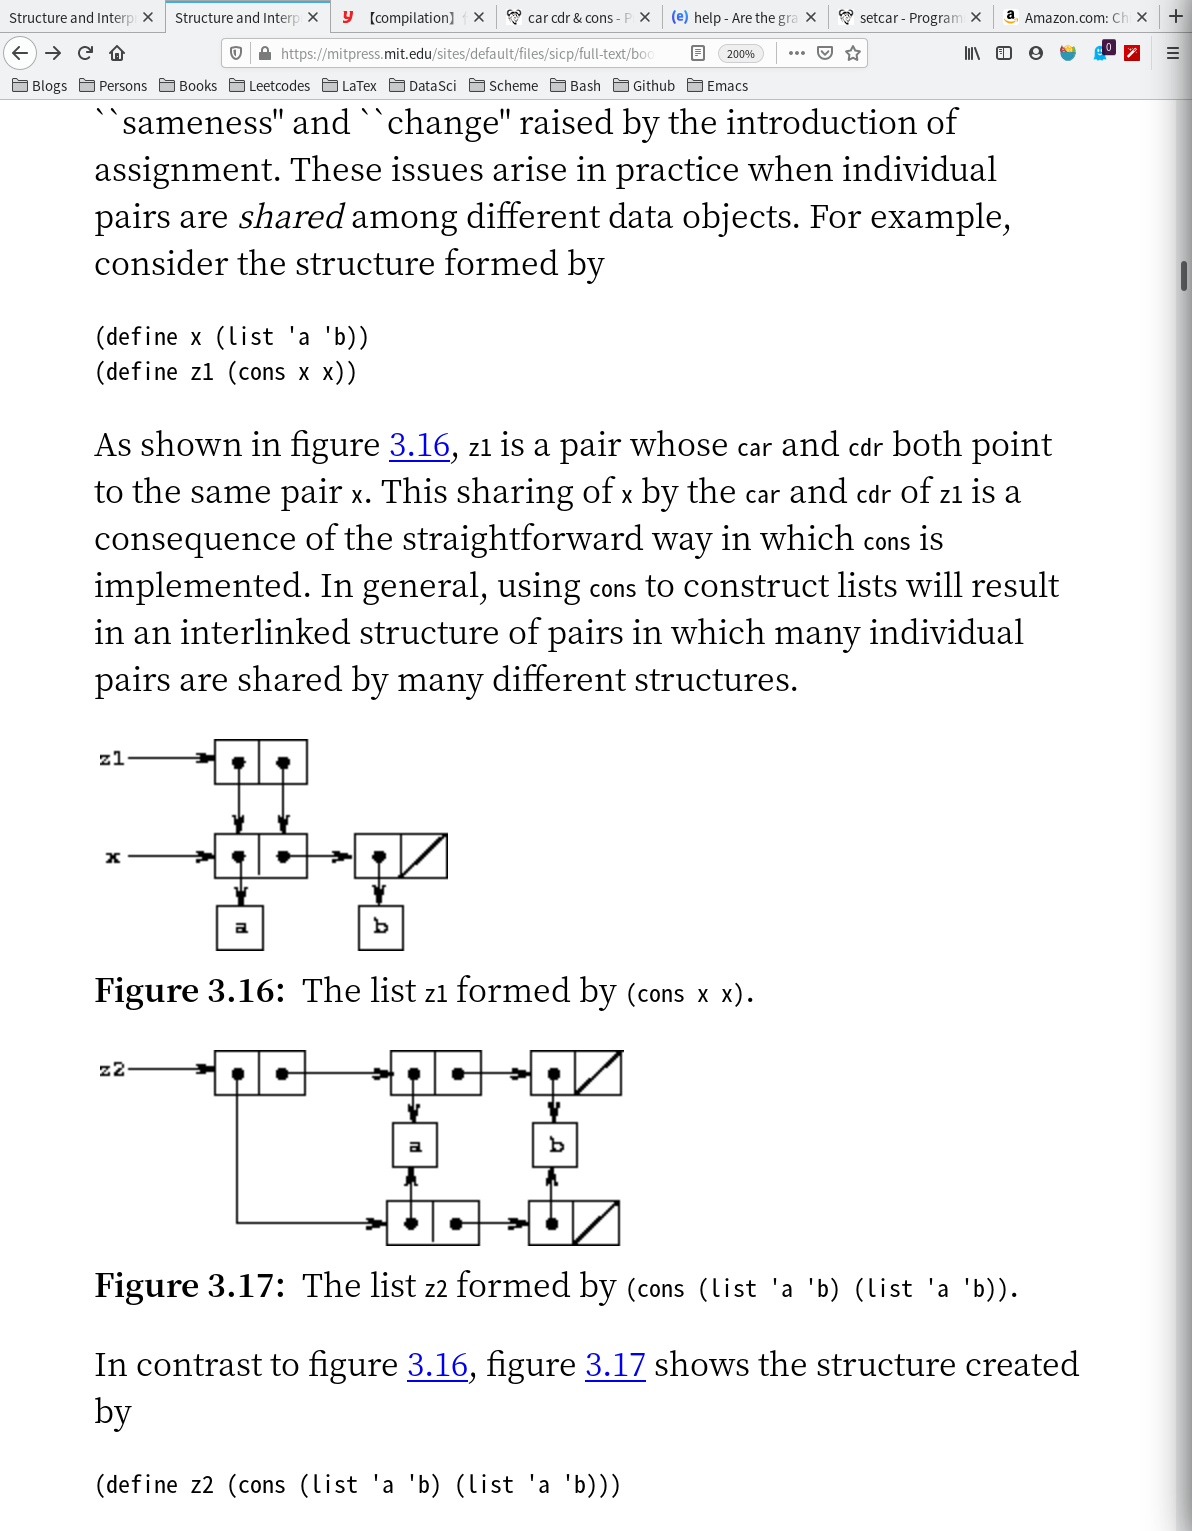 Structure and Interp
Structure and Interp
【compilation】
car cdr & cons - P
(e) help - Are the gra
setcar - Program
Amazon.com: Ch
https://mitpress.mit.edu/sites/default/files/sicp/full-text/boo
200%
0
Blogs
Persons
Books
Leetcodes
LaTex
DataSci
Scheme
Bash
Github
Emacs
``sameness'' and ``change'' raised by the introduction of
assignment. These issues arise in practice when individual
pairs are shared among different data objects. For example,
consider the structure formed by
(define x (list 'a 'b))
(define z1 (cons x x))
As shown in figure 3.16, z1 is a pair whose car and cdr both point
to the same pair x. This sharing of x by the car and cdr of z1 is a
consequence of the straightforward way in which cons is
implemented. In general, using cons to construct lists will result
in an interlinked structure of pairs in which many individual
pairs are shared by many different structures.
z1
x
a
b
Figure 3.16: The list z1 formed by (cons x x).
z2
a
b
Figure 3.17: The list z2 formed by (cons (list 'a 'b) (list 'a 'b)).
In contrast to figure 3.16, figure 3.17 shows the structure created
by
(define z2 (cons (list 'a 'b) (list 'a 'b)))